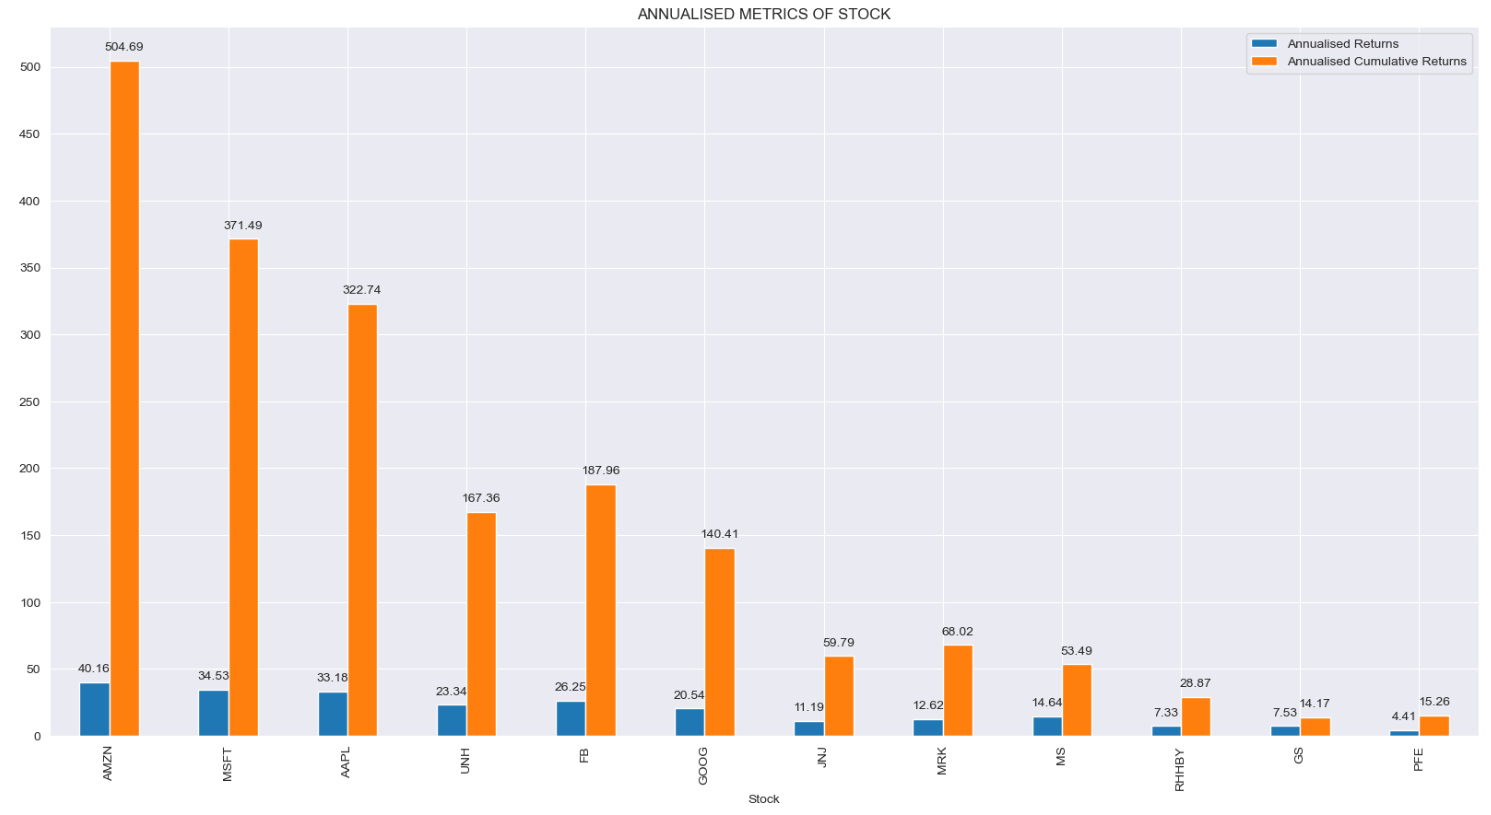 ANNUALISED METRICS OF STOCK
Annualised Returns
Annualised Cumulative Returns
500
450
400
350
300
250
200
150
100
50
0
504.69
371.49
322.74
167.36
187.96
140.41
59.79
68.02
53.49
28.87
14.17
15.26
40.16
34.53
33.18
23.34
26.25
20.54
11.19
12.62
14.64
7.33
7.53
4.41
AMZN
MSFT
AAPL
UNH
FB
GOOG
JNJ
MRK
MS
RHHBY
GS
PFE
Stock